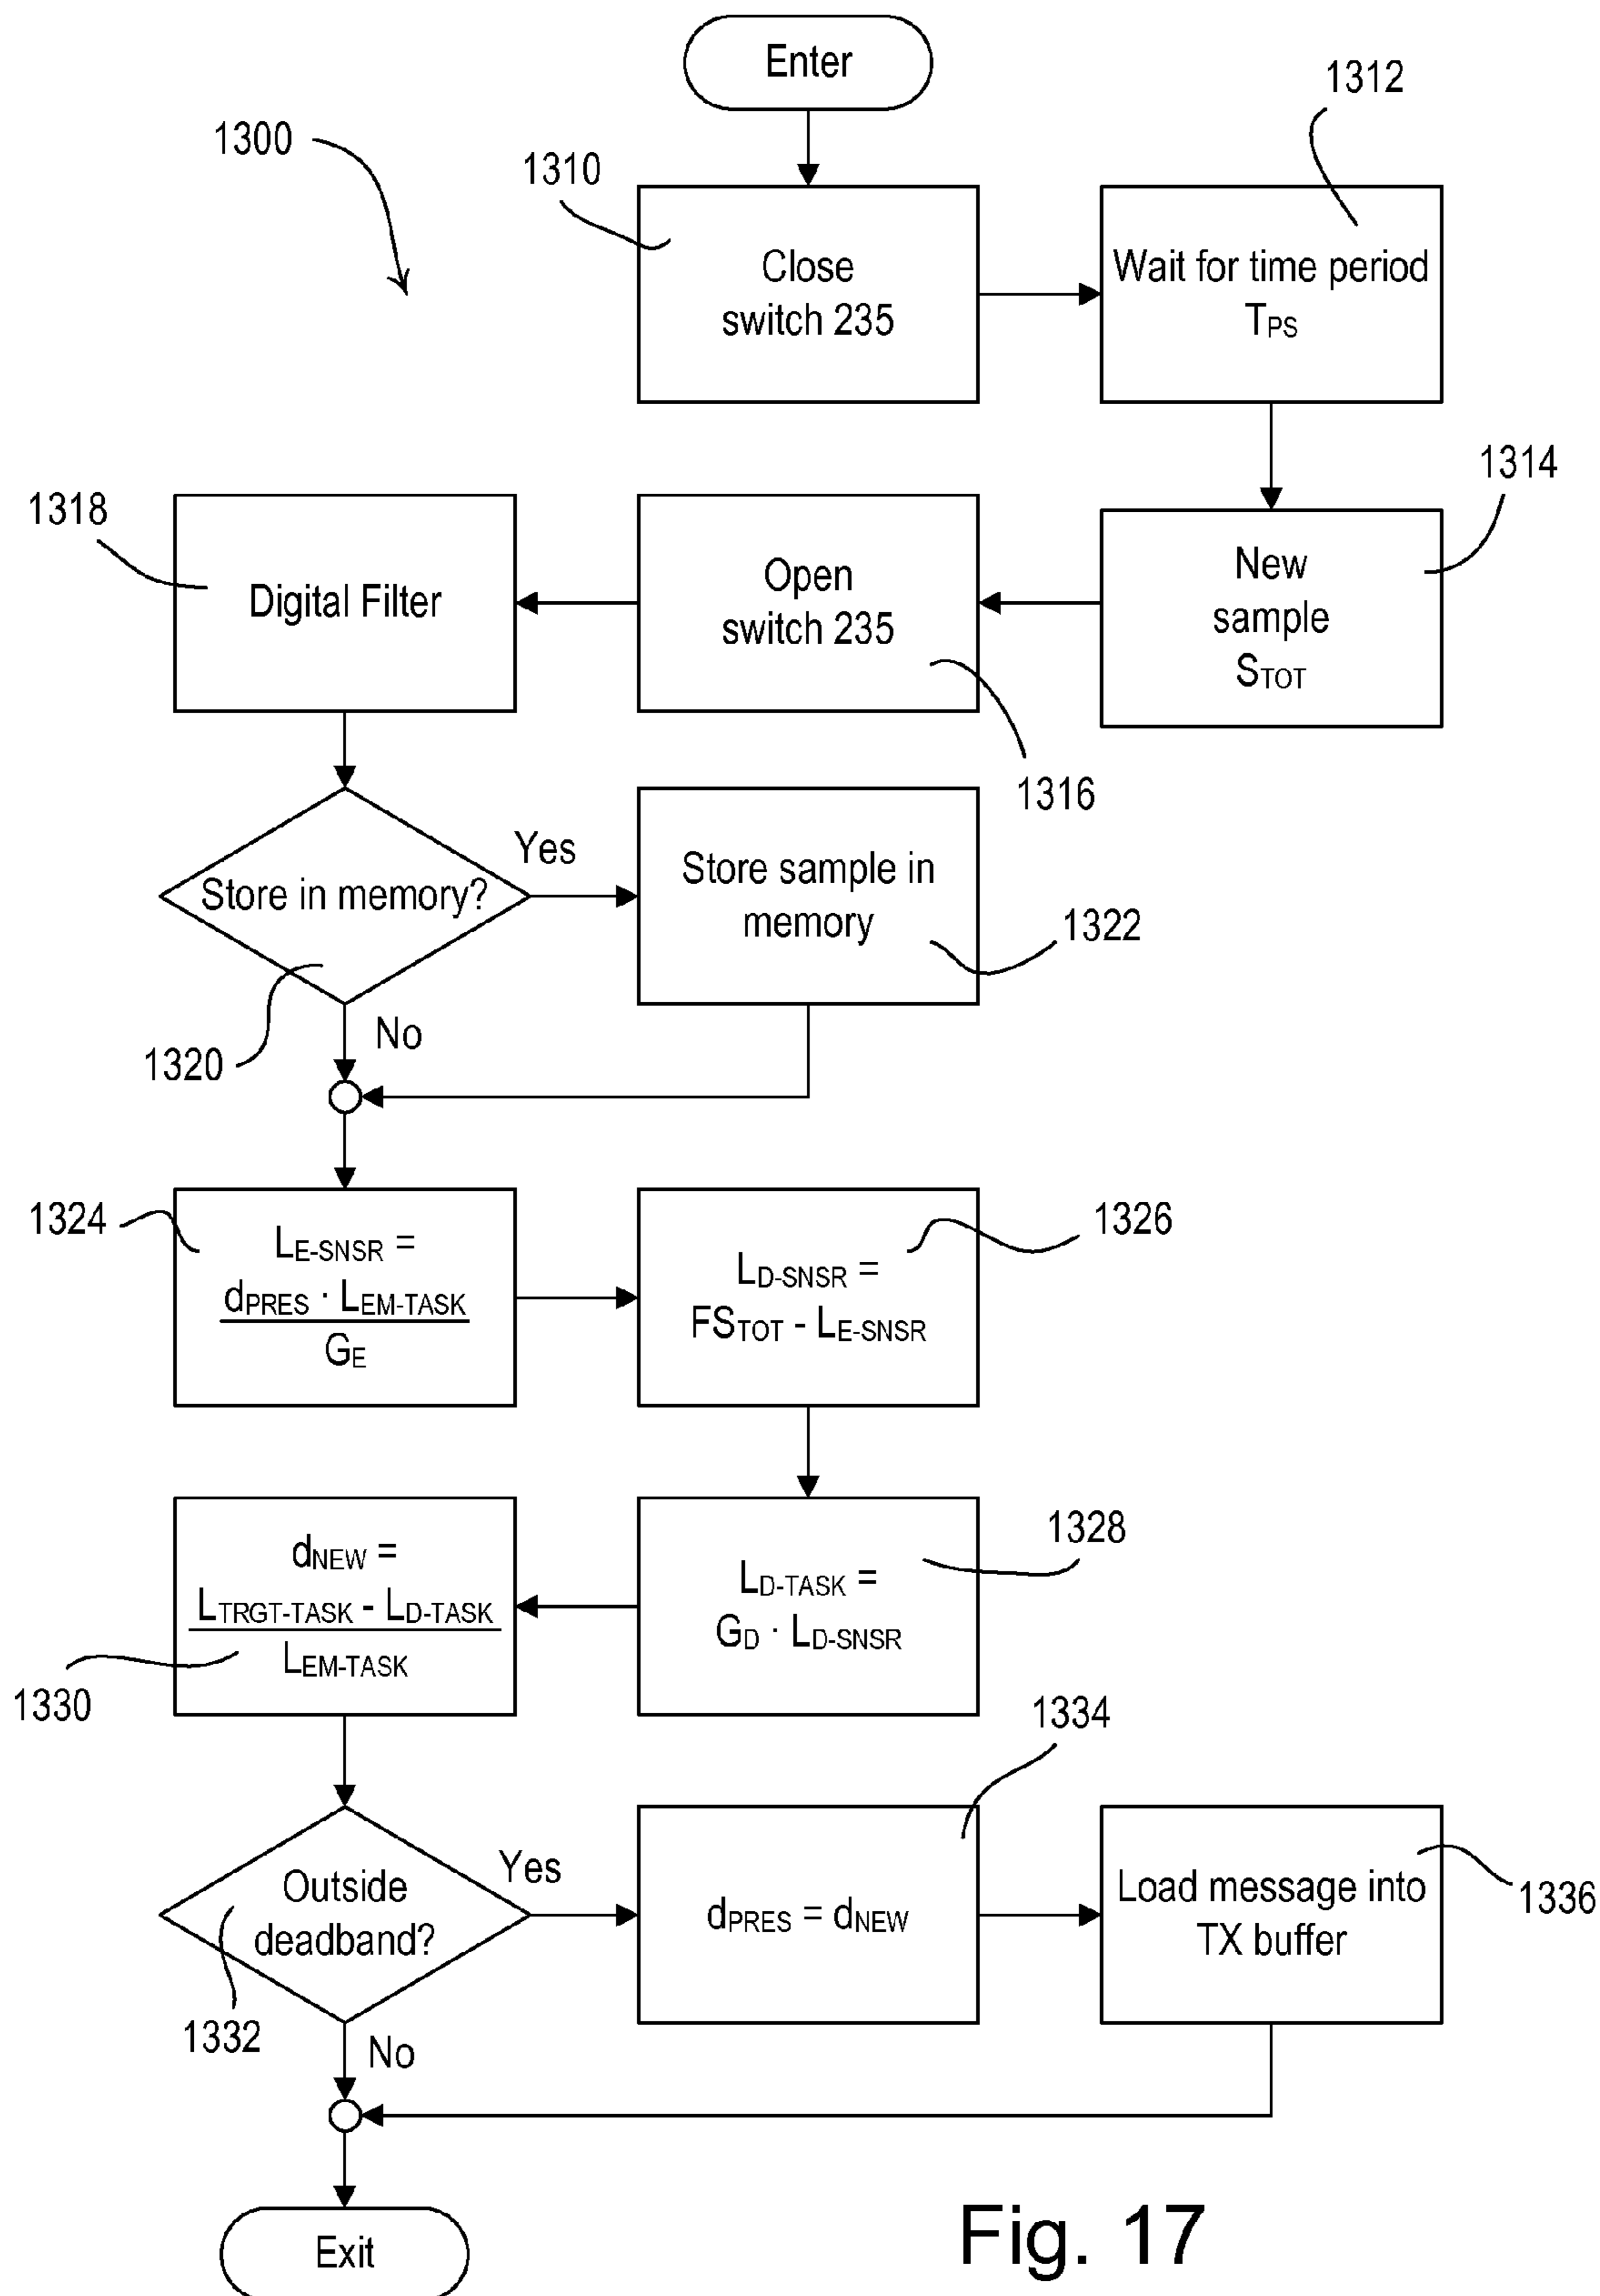 Enter
1300
1310
Close
switch 235
1312
Wait for time period
TPS
1314
New
sample
STOT
Open
switch 235
1316
1318
Digital Filter
Store in memory?
1320
Yes
No
Store sample in
memory
1322
1324
LE-SNSR =
dPRES · LEM-TASK
GE
1326
LD-SNSR =
FSTOT - LE-SNSR
1328
LD-TASK =
GD · LD-SNSR
dNEW =
LTRGT-TASK - LD-TASK
LEM-TASK
1330
Outside
deadband?
1332
Yes
No
1334
dPRES = dNEW
Load message into
TX buffer
1336
Exit
Fig. 17